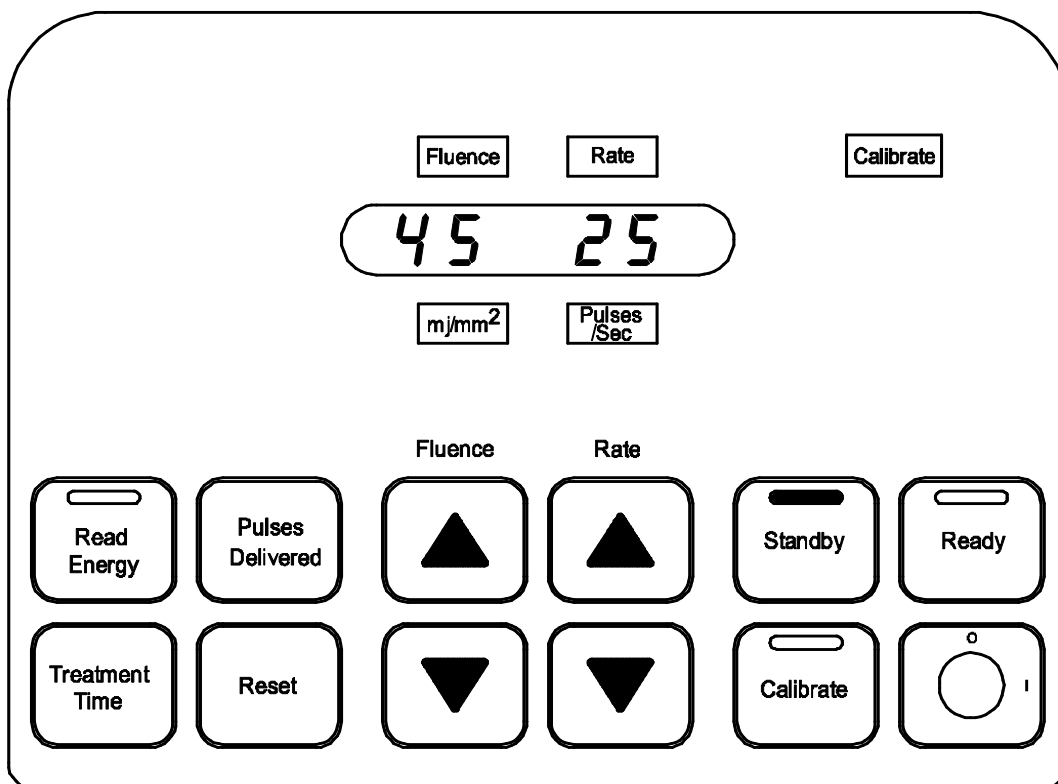 Fluence Rate Calibrate
45 25
mj/mm²
Pulses
/Sec
Fluence Rate
Read
Energy
Pulses
Delivered
Standby
Ready
Treatment
Time
Reset
Calibrate
O
I